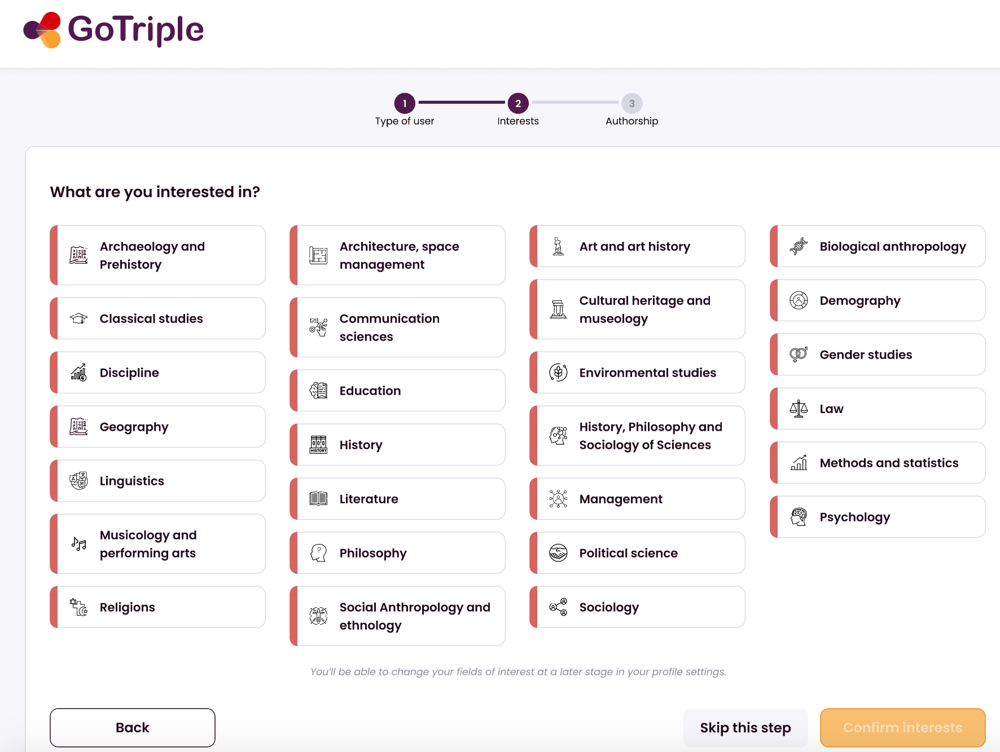 GoTriple
1
2
3
Type of user
Interests
Authorship
What are you interested in?
Archaeology and
Prehistory
Classical studies
Discipline
Geography
Linguistics
Musicology and
performing arts
Religions
Architecture, space
management
Communication
sciences
Education
HISTORY
History
Literature
Philosophy
Social Anthropology and
ethnology
Art and art history
Cultural heritage and
museology
Environmental studies
History, Philosophy and
Sociology of Sciences
Management
Political science
Sociology
Biological anthropology
Demography
Gender studies
Law
Methods and statistics
Psychology
You'll be able to change your fields of interest at a later stage in your profile settings.
Back
Skip this step
Confirm interests